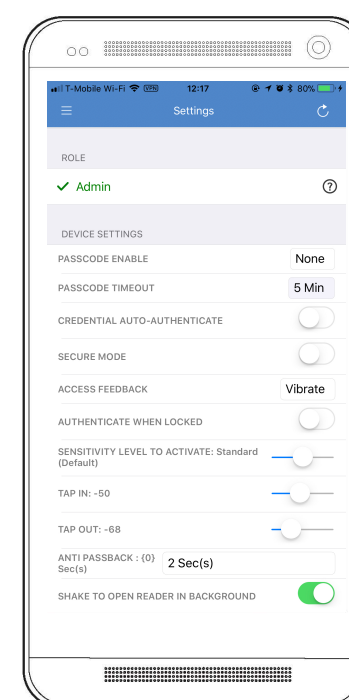 T-Mobile Wi-Fi VPN 12:17 80%
Settings
ROLE
Admin
?
DEVICE SETTINGS
PASSCODE ENABLE None
PASSCODE TIMEOUT 5 Min
CREDENTIAL AUTO-AUTHENTICATE
SECURE MODE
ACCESS FEEDBACK Vibrate
AUTHENTICATE WHEN LOCKED
SENSITIVITY LEVEL TO ACTIVATE: Standard
(Default)
TAP IN: -50
TAP OUT: -68
ANTI PASSBACK : {0}
Sec(s) 2 Sec(s)
SHAKE TO OPEN READER IN BACKGROUND